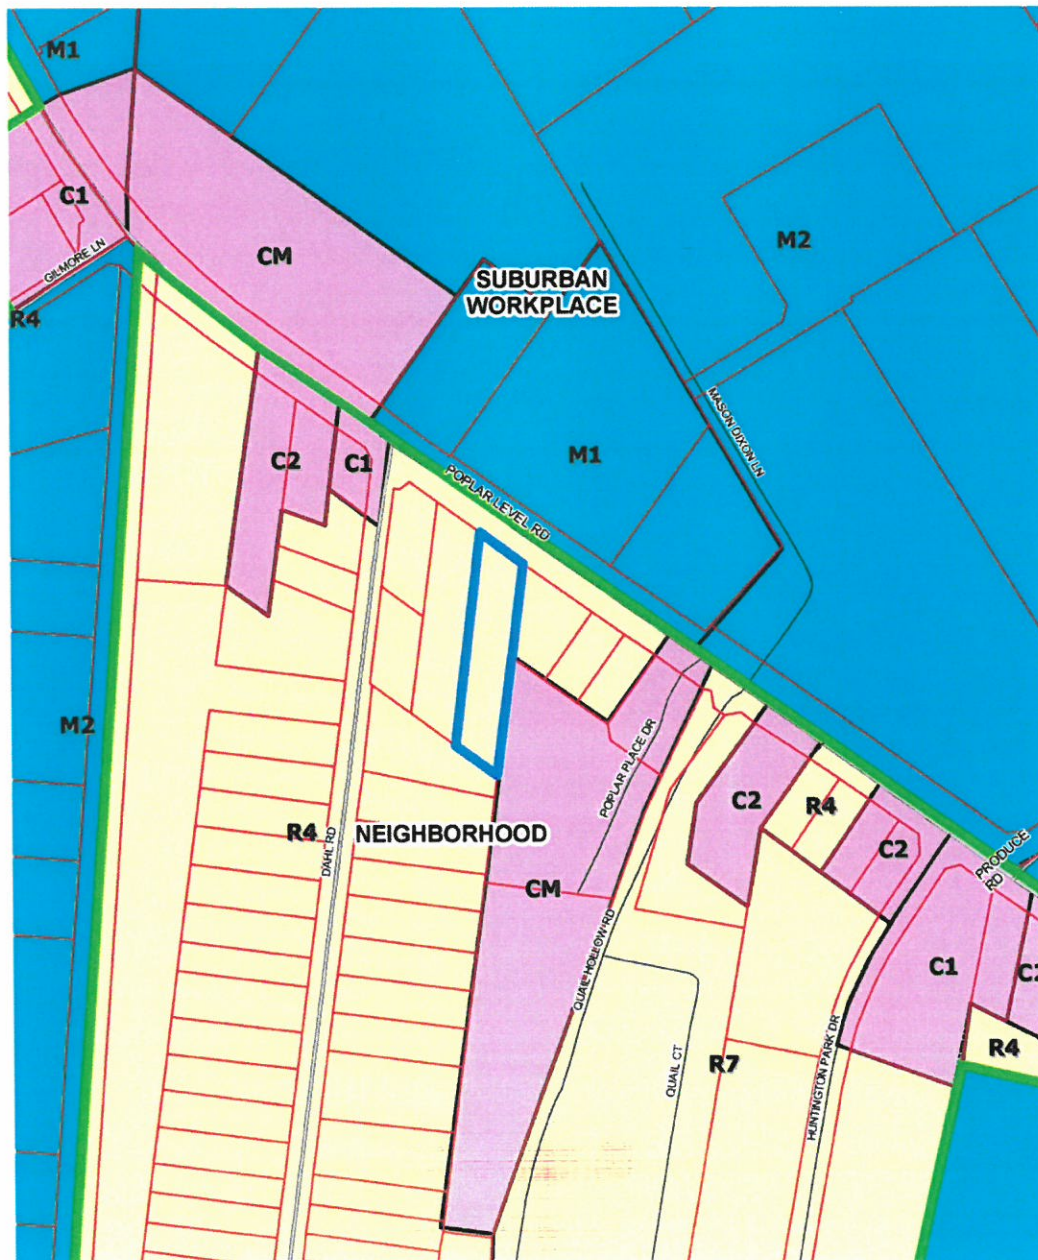 M1
C1
GILMORE LN
CM
M2
SUBURBAN
WORKPLACE
R4
MASON DIXON LN
C2
C1
M1
POPLAR LEVEL RD
M2
POPLAR PLACE DR
C2
R4
R4
NEIGHBORHOOD
DAHL RD
C2
PRODUCE
RD
CM
QUAIL HOLLOW RD
C1
C2
R4
R7
QUAIL CT
HUNTINGTON PARK DR